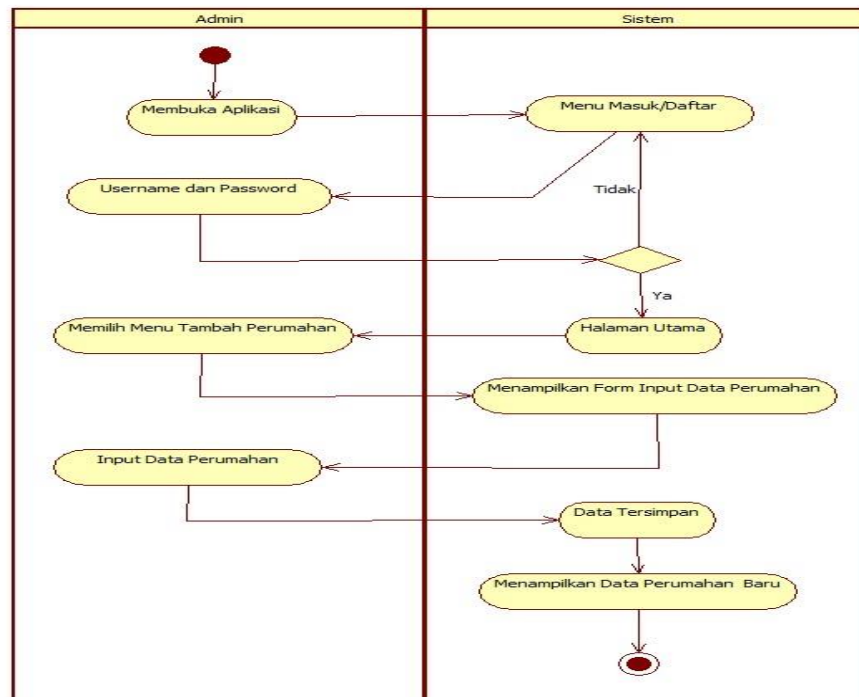 Admin
Sistem
Membuka Aplikasi
Menu Masuk/Daftar
Username dan Password
Tidak
Ya
Memilih Menu Tambah Perumahan
Halaman Utama
Menampilkan Form Input Data Perumahan
Input Data Perumahan
Data Tersimpan
Menampilkan Data Perumahan Baru